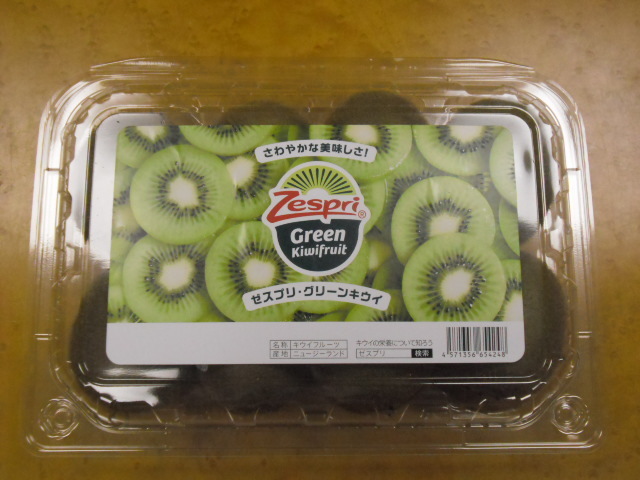 さわやかな美味しさ!
Zespri®
Green
Kiwifruit
ゼスプリ・グリーンキウイ
名称 キウイフルーツ
産地 ニュージーランド
キウイの栄養について知ろう
ゼスプリ 検索
4 571356 654248